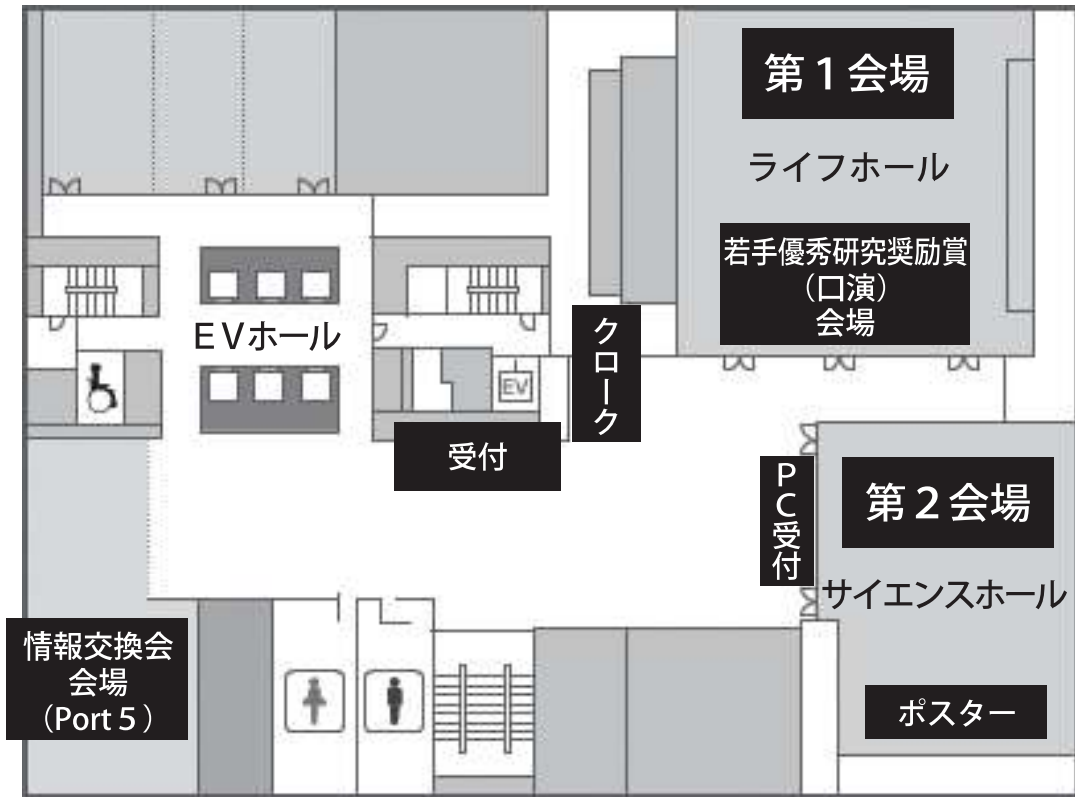 第１会場
ライフホール
若手優秀研究奨励賞
（口演）
会場
EVホール
クローク
EV
受付
PC受付
第２会場
サイエンスホール
情報交換会
会場
（Port 5）
ポスター